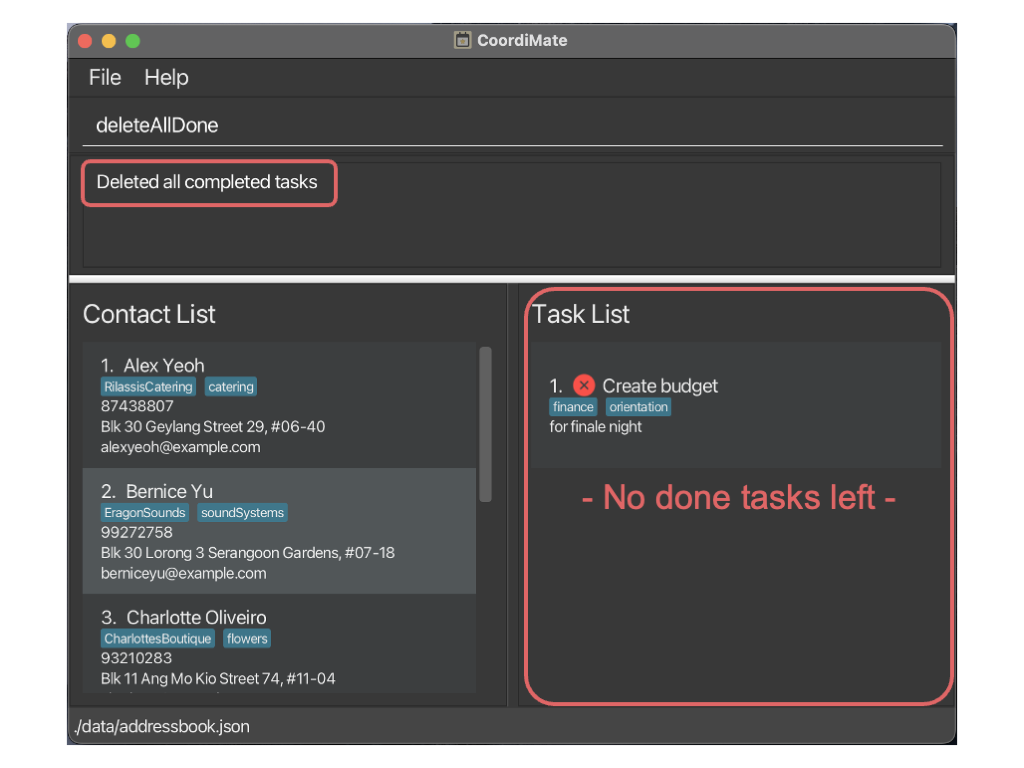 CoordiMate
File Help
deleteAllDone
Deleted all completed tasks
Contact List
1. Alex Yeoh
RilassisCatering catering
87438807
Blk 30 Geylang Street 29, #06-40
alexyeoh@example.com
2. Bernice Yu
EragonSounds soundSystems
99272758
Blk 30 Lorong 3 Serangoon Gardens, #07-18
berniceyu@example.com
3. Charlotte Oliveiro
CharlottesBoutique flowers
93210283
Blk 11 Ang Mo Kio Street 74, #11-04
Task List
1. Create budget
finance orientation
for finale night
- No done tasks left -
./data/addressbook.json